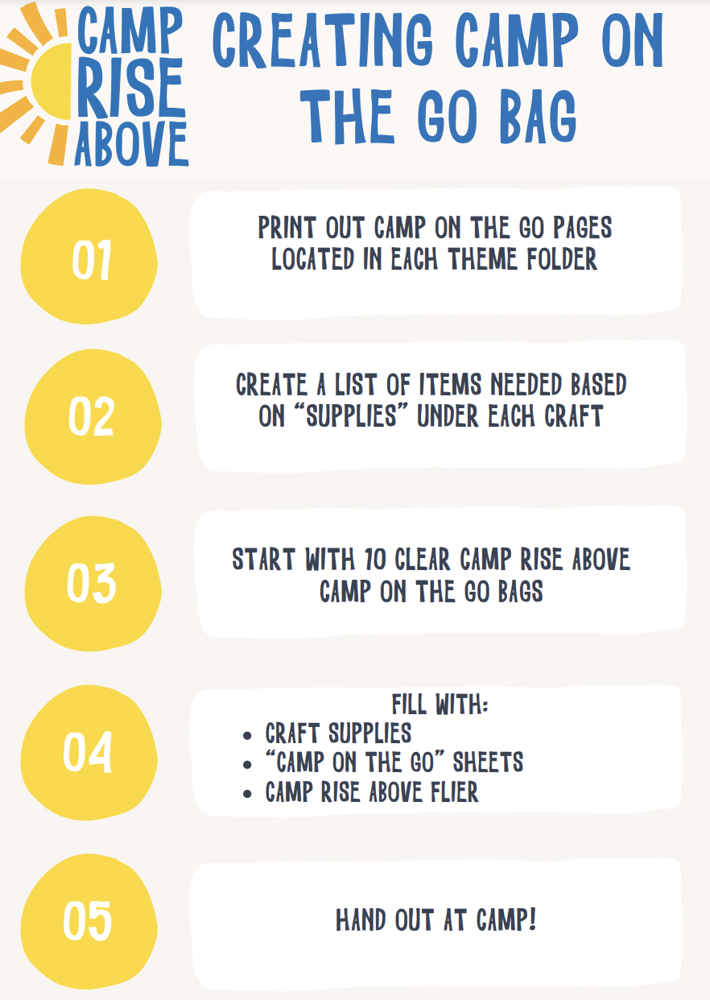 CAMP
RISE
ABOVE
CREATING CAMP ON
THE GO BAG
01
PRINT OUT CAMP ON THE GO PAGES
LOCATED IN EACH THEME FOLDER
02
CREATE A LIST OF ITEMS NEEDED BASED
ON “SUPPLIES” UNDER EACH CRAFT
03
START WITH 10 CLEAR CAMP RISE ABOVE
CAMP ON THE GO BAGS
04
FILL WITH:
• CRAFT SUPPLIES
• “CAMP ON THE GO” SHEETS
• CAMP RISE ABOVE FLIER
05
HAND OUT AT CAMP!